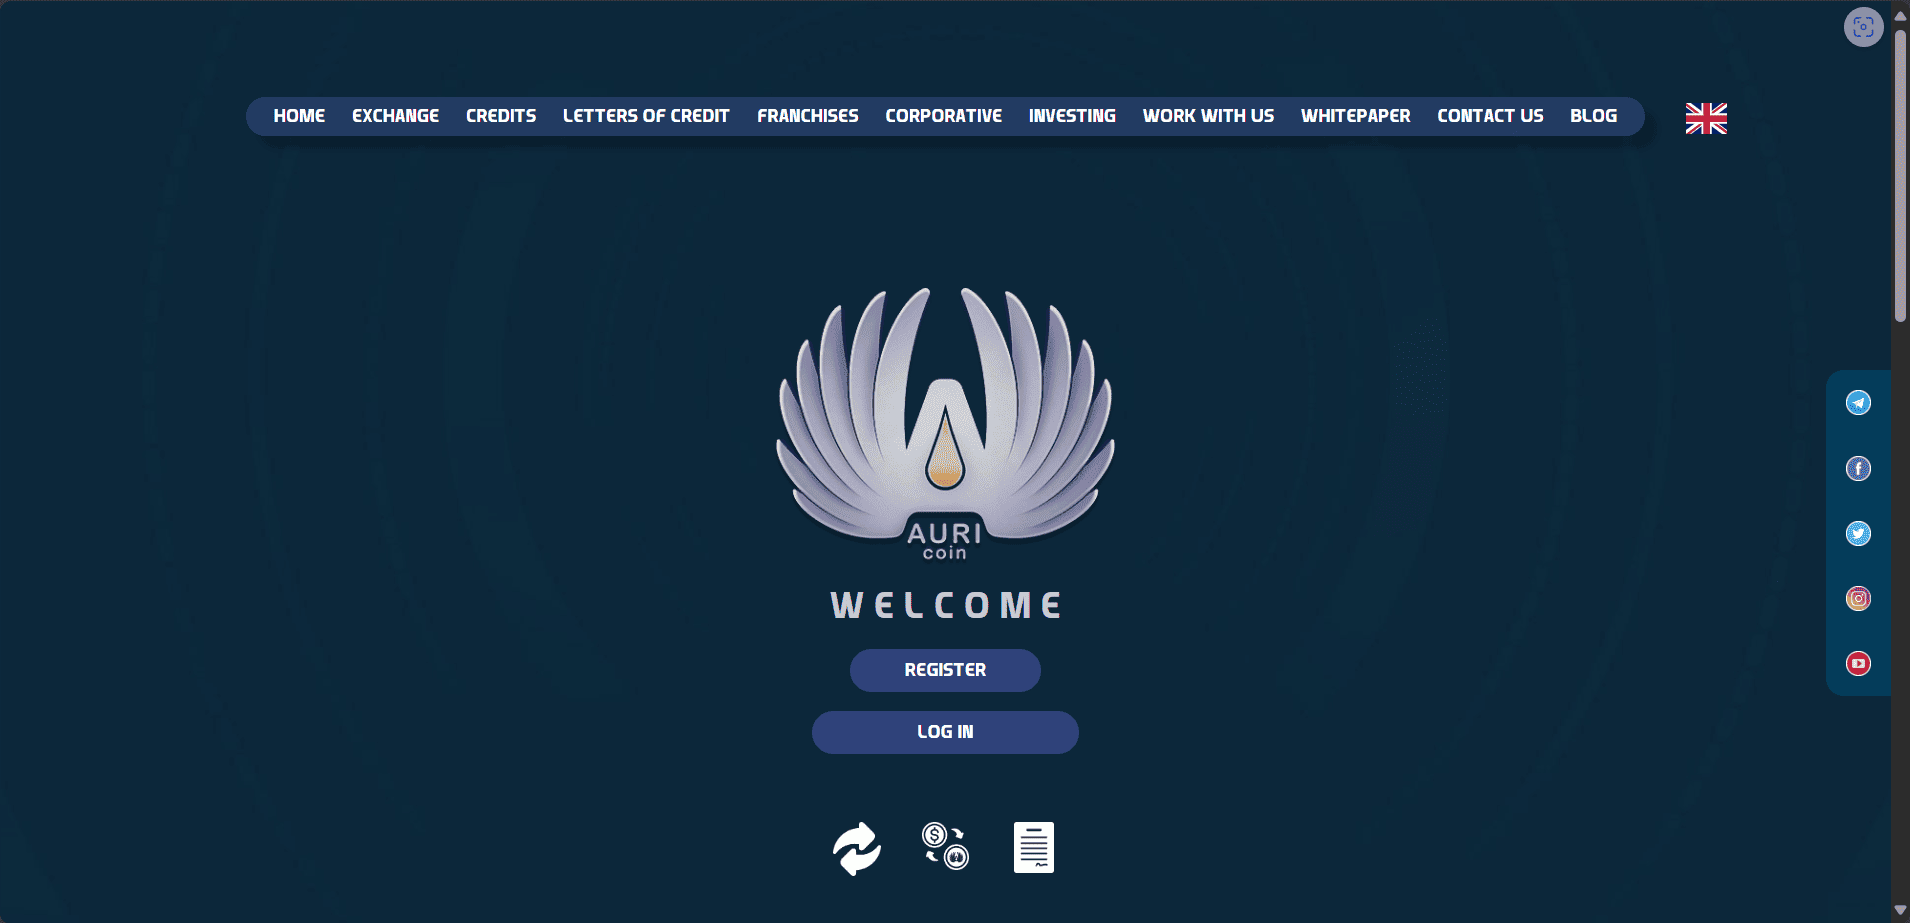 HOME EXCHANGE CREDITS LETTERS OF CREDIT FRANCHISES CORPORATIVE INVESTING WORK WITH US WHITEPAPER CONTACT US BLOG
AURI
coin
WELCOME
REGISTER
LOG IN